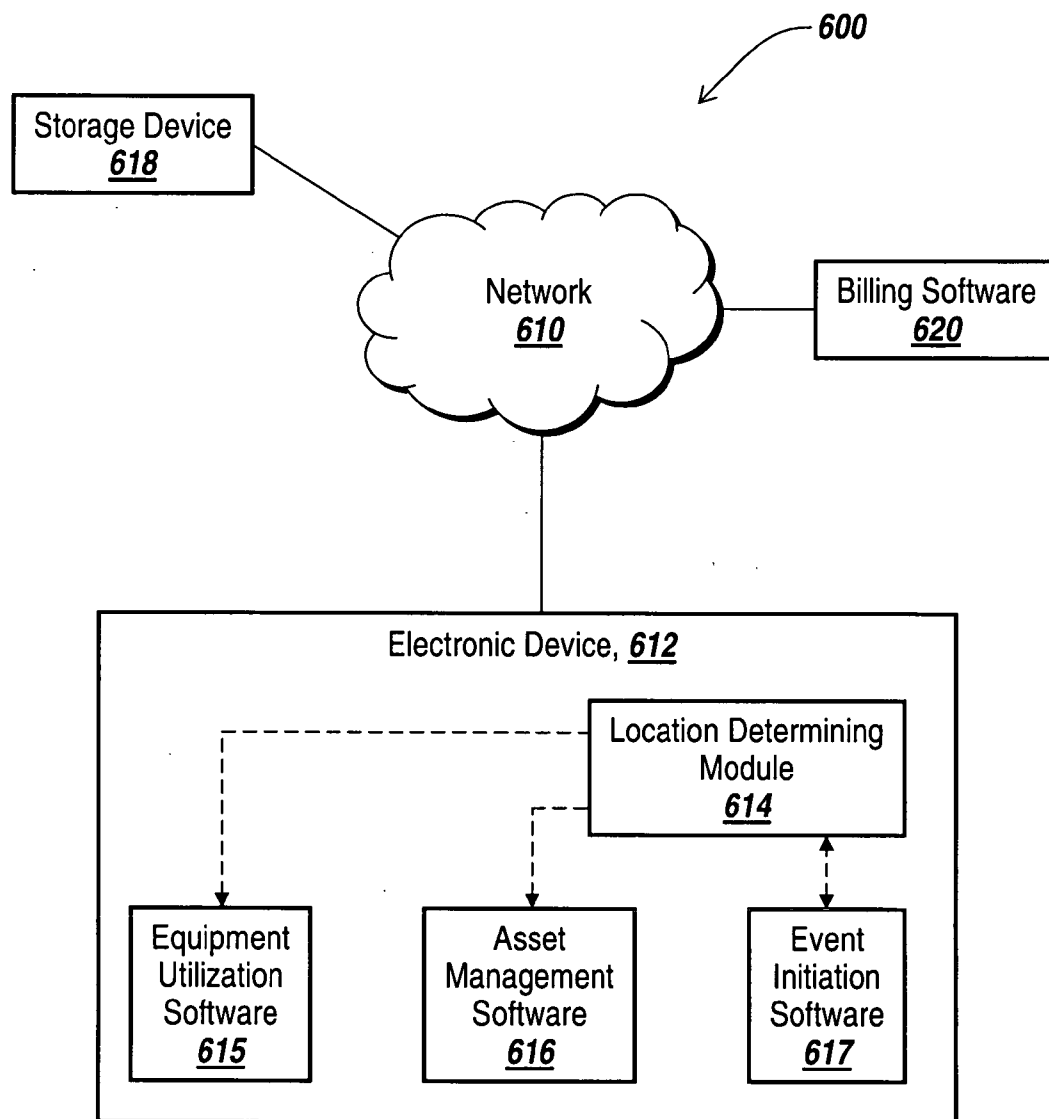 600
Storage Device
618
Network
610
Billing Software
620
Electronic Device, 612
Location Determining
Module
614
Equipment
Utilization
Software
615
Asset
Management
Software
616
Event
Initiation
Software
617